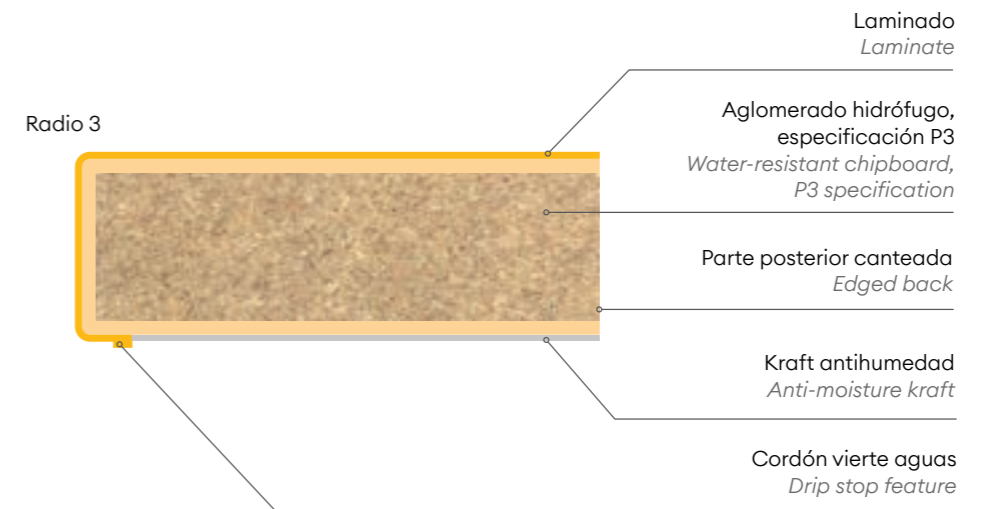 Laminado
Laminate
Radio 3
Aglomerado hidrófugo,
especificación P3
Water-resistant chipboard,
P3 specification
Parte posterior canteada
Edged back
Kraft antihumedad
Anti-moisture kraft
Cordón vierte aguas
Drip stop feature